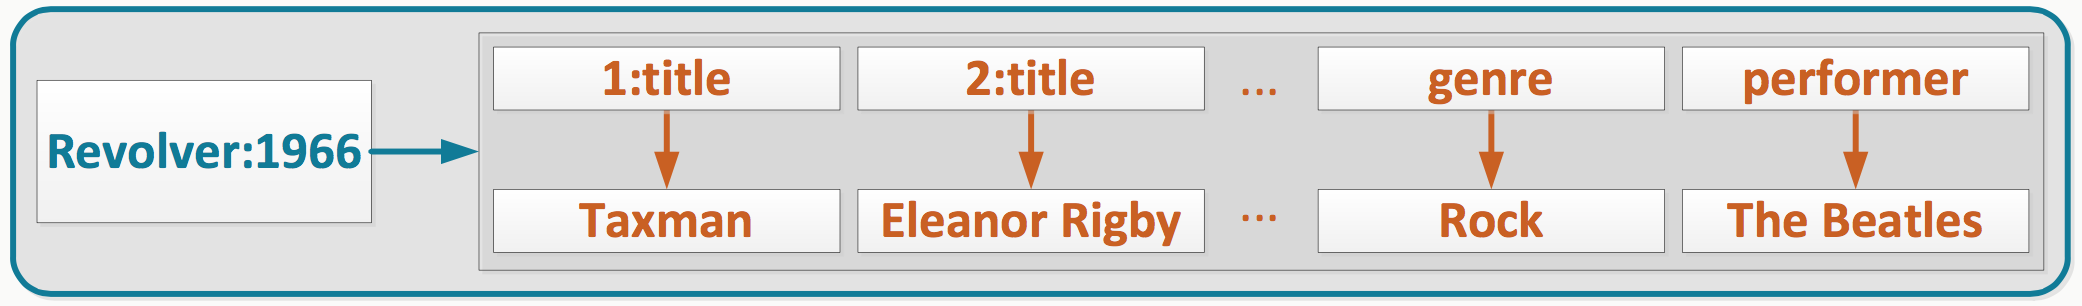 1:title 2:title ... genre performer
Revolver:1966
Taxman Eleanor Rigby ... Rock The Beatles